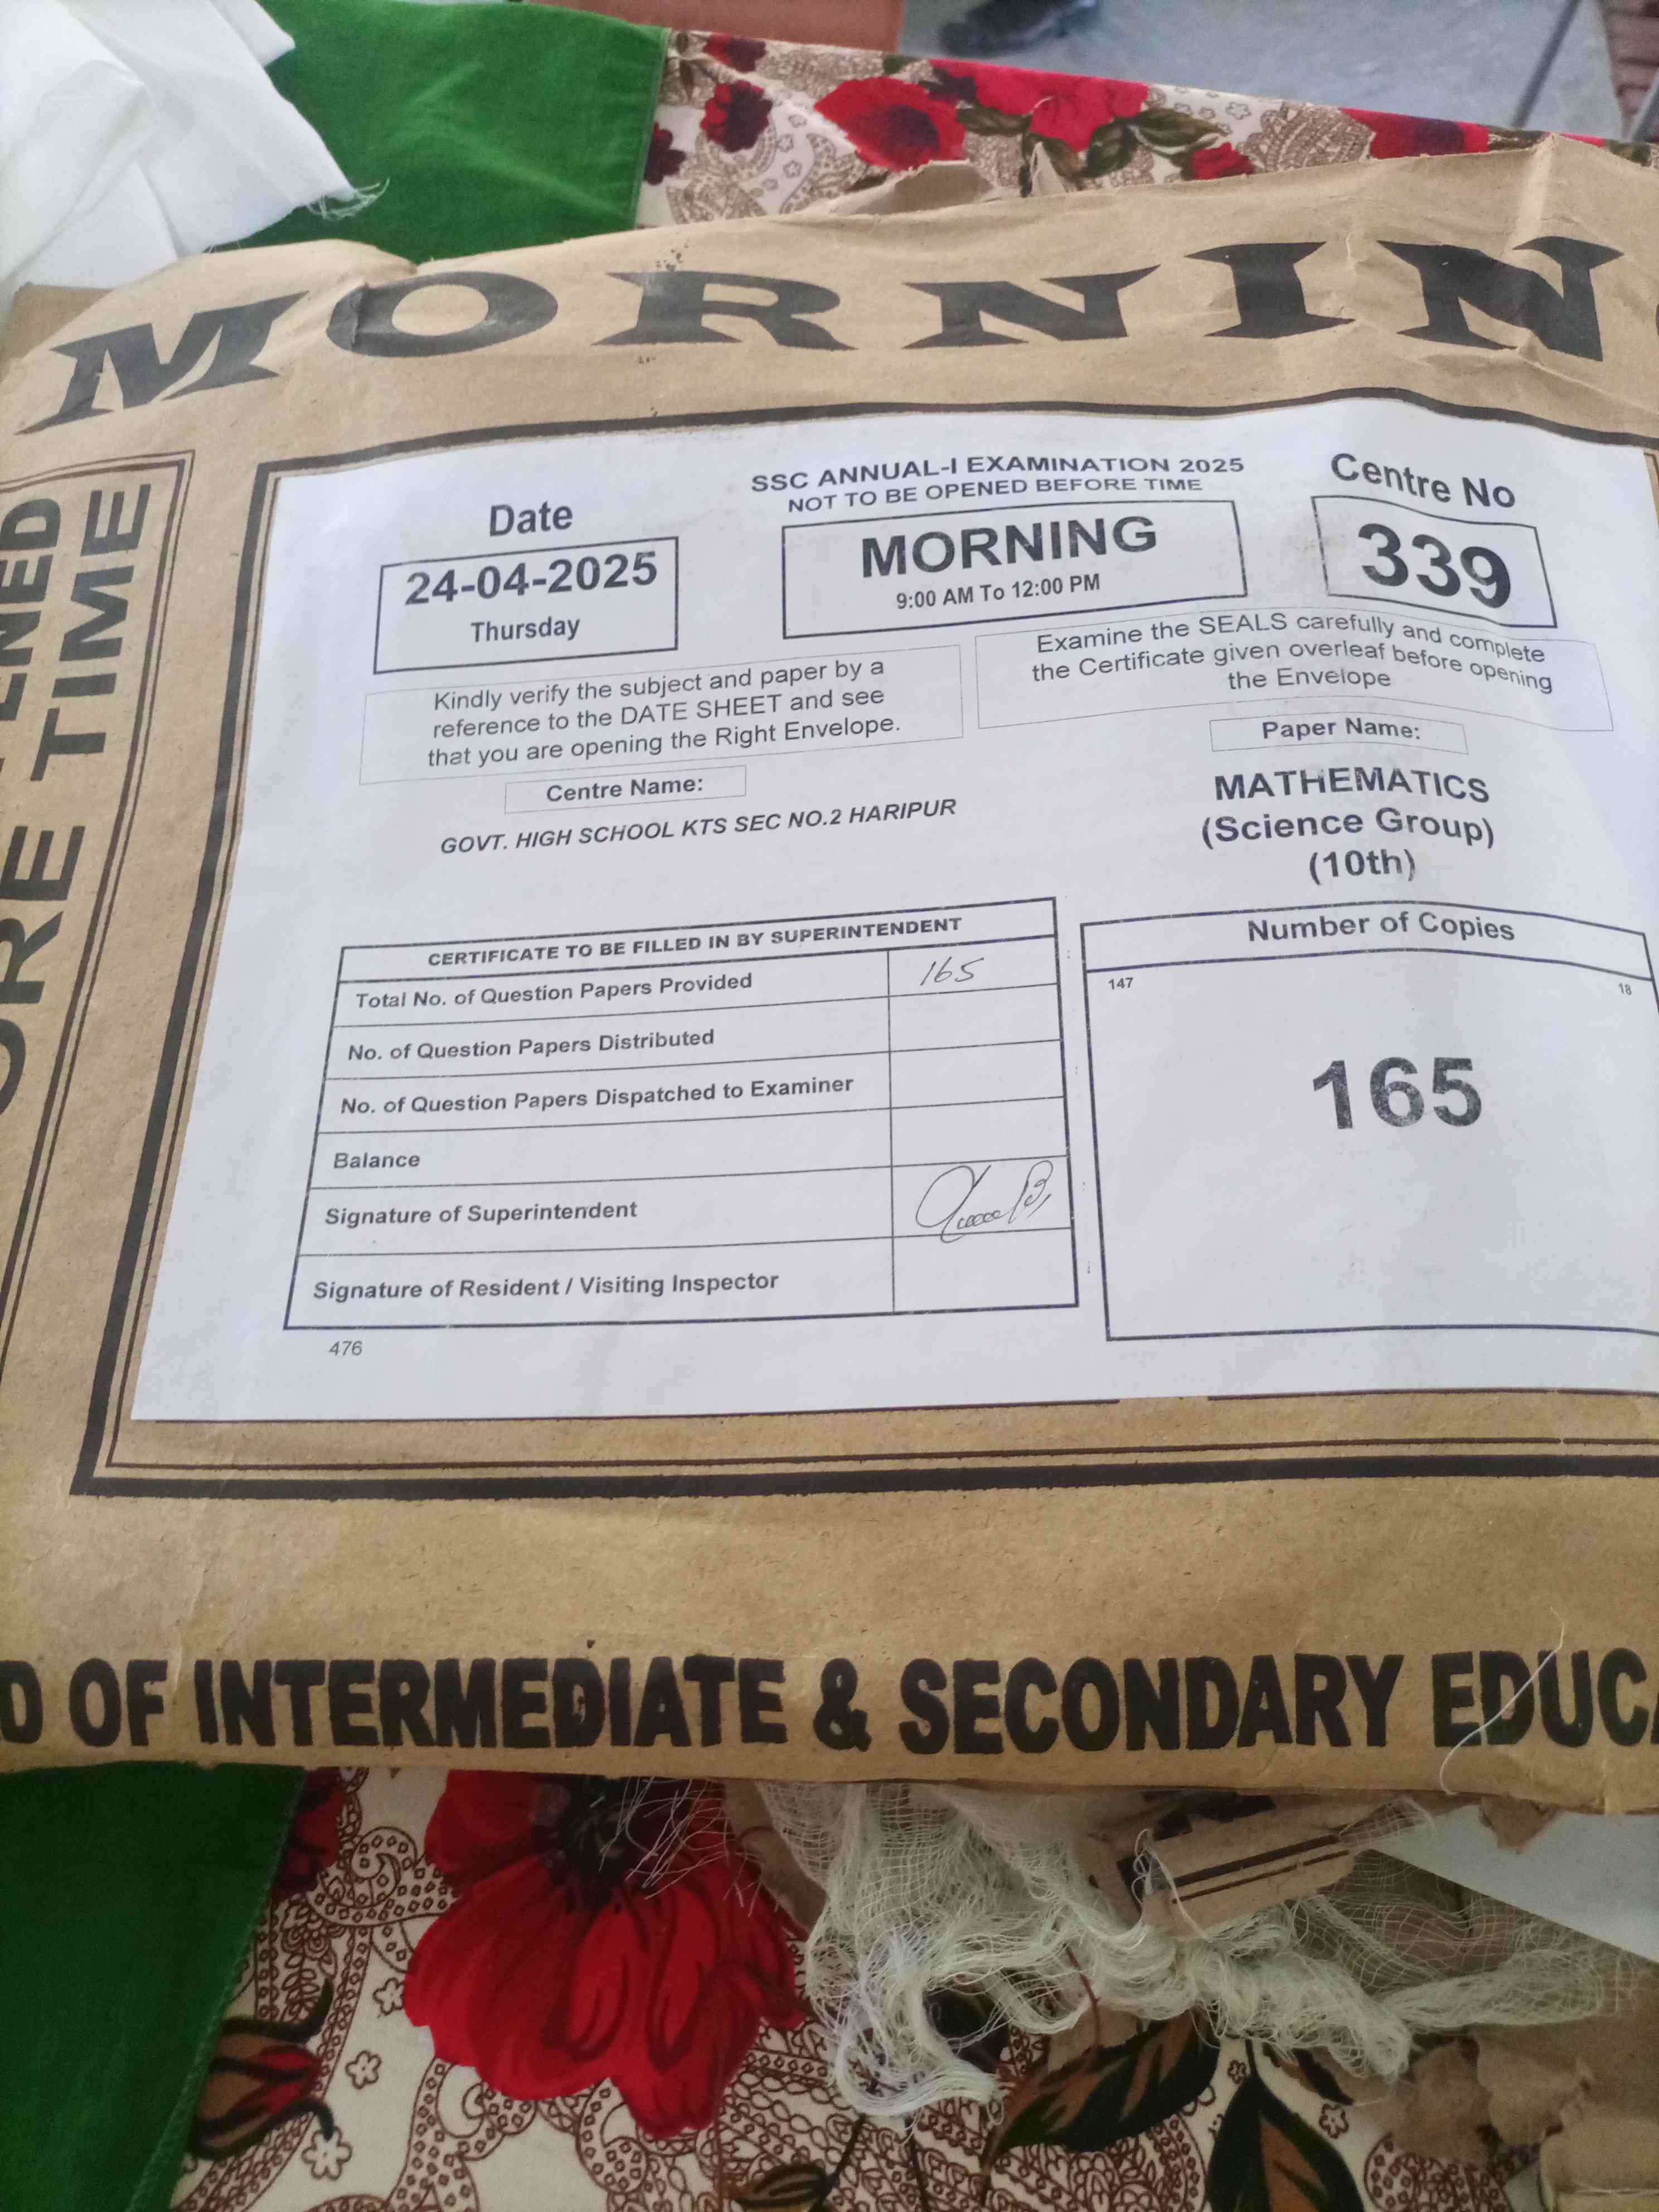 MORNIN
ENED
ORE TIME
SSC ANNUAL-I EXAMINATION 2025
NOT TO BE OPENED BEFORE TIME
Date
24-04-2025
Thursday
MORNING
9:00 AM To 12:00 PM
Centre No
339
Kindly verify the subject and paper by a
reference to the DATE SHEET and see
that you are opening the Right Envelope.
Examine the SEALS carefully and complete
the Certificate given overleaf before opening
the Envelope
Centre Name:
GOVT. HIGH SCHOOL KTS SEC NO.2 HARIPUR
Paper Name:
MATHEMATICS
(Science Group)
(10th)
CERTIFICATE TO BE FILLED IN BY SUPERINTENDENT
Total No. of Question Papers Provided 165
No. of Question Papers Distributed
No. of Question Papers Dispatched to Examiner
Balance
Signature of Superintendent
Signature of Resident / Visiting Inspector
476
Number of Copies
147 18
165
D OF INTERMEDIATE & SECONDARY EDUCA